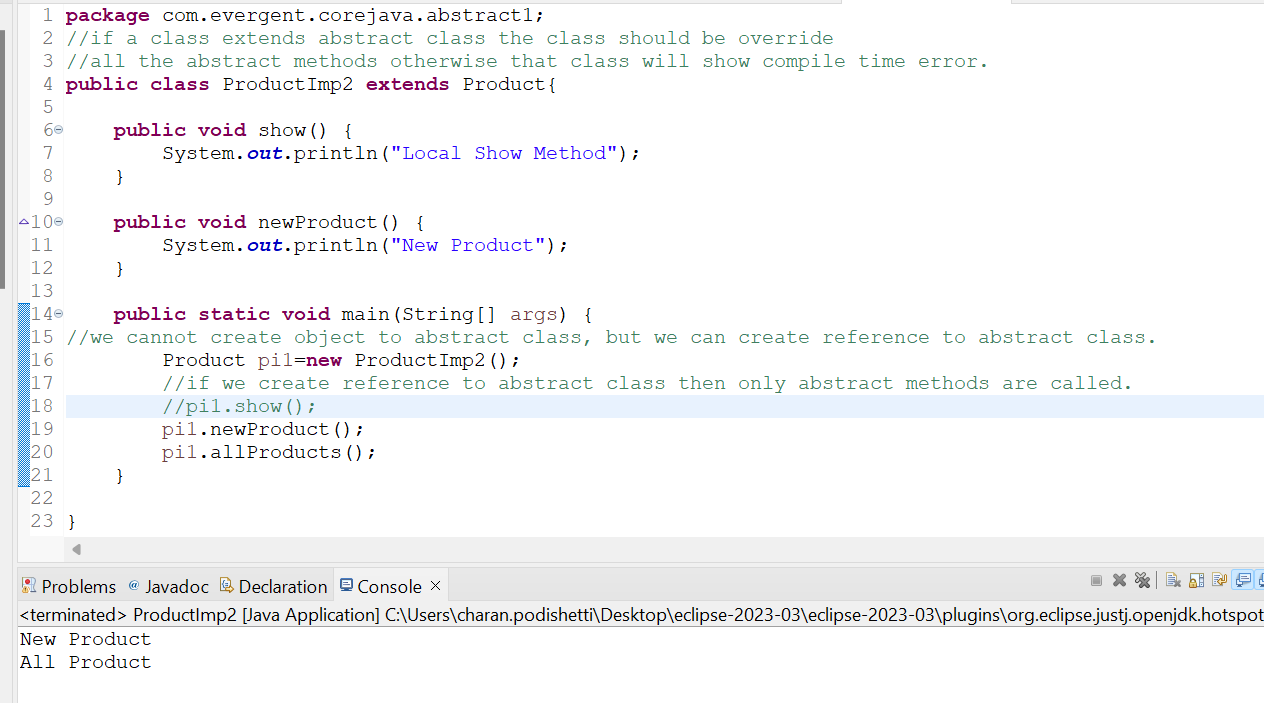 1 package com.evergent.corejava.abstract1;
2 //if a class extends abstract class the class should be override
3 //all the abstract methods otherwise that class will show compile time error.
4 public class ProductImp2 extends Product{
5
6 public void show() {
7 System.out.println("Local Show Method");
8 }
9
10 public void newProduct() {
11 System.out.println("New Product");
12 }
13
14 public static void main(String[] args) {
15 //we cannot create object to abstract class, but we can create reference to abstract class.
16 Product pi1=new ProductImp2();
17 //if we create reference to abstract class then only abstract methods are called.
18 //pi1.show();
19 pi1.newProduct();
20 pi1.allProducts();
21 }
22
23 }
Problems @ Javadoc Declaration Console
<terminated> ProductImp2 [Java Application] C:\Users\charan.podishetti\Desktop\eclipse-2023-03\eclipse-2023-03\plugins\org.eclipse.justj.openjdk.hotspot
New Product
All Product